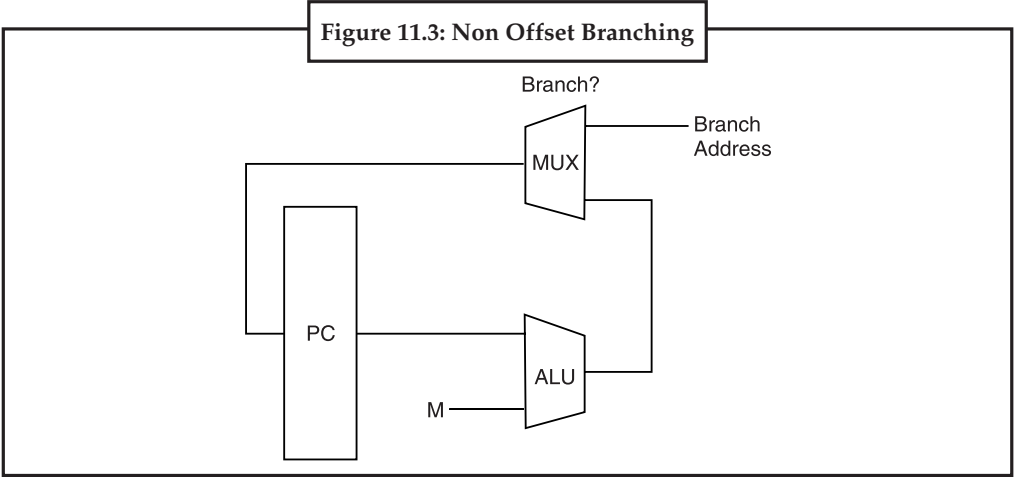 Figure 11.3: Non Offset Branching
Branch?
Branch
Address
MUX
PC
ALU
M